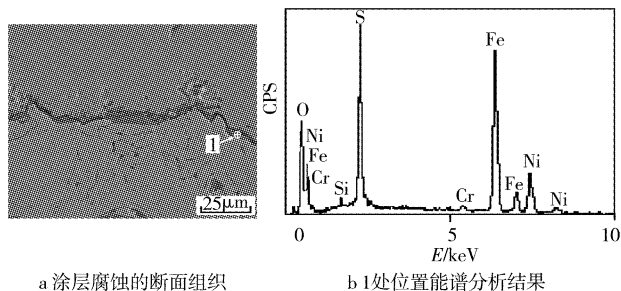 1
25μm
CPS
O
Ni
Fe
Cr
Si
S
Cr
Fe
Fe
Ni
Ni
0 5 10
E/keV
a 涂层腐蚀的断面组织
b 1处位置能谱分析结果